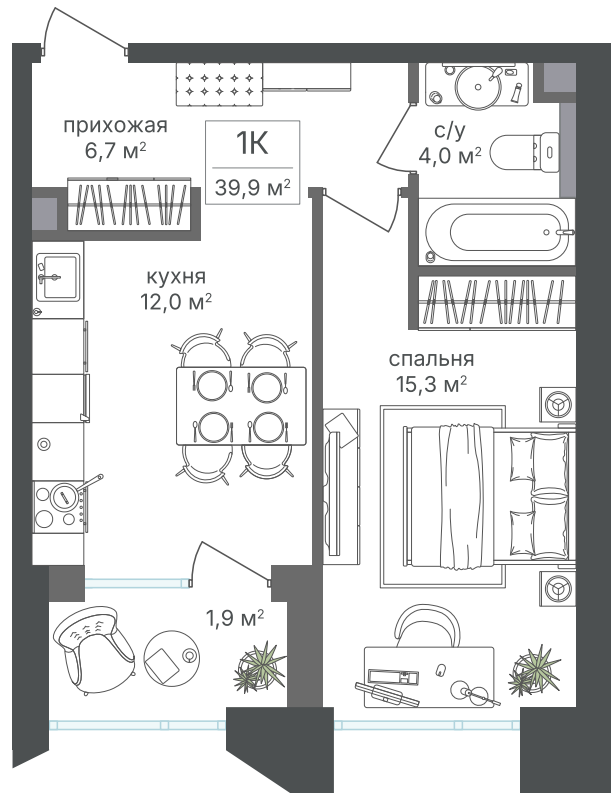 прихожая
6,7 м²
1К
39,9 м²
с/у
4,0 м²
кухня
12,0 м²
спальня
15,3 м²
1,9 м²